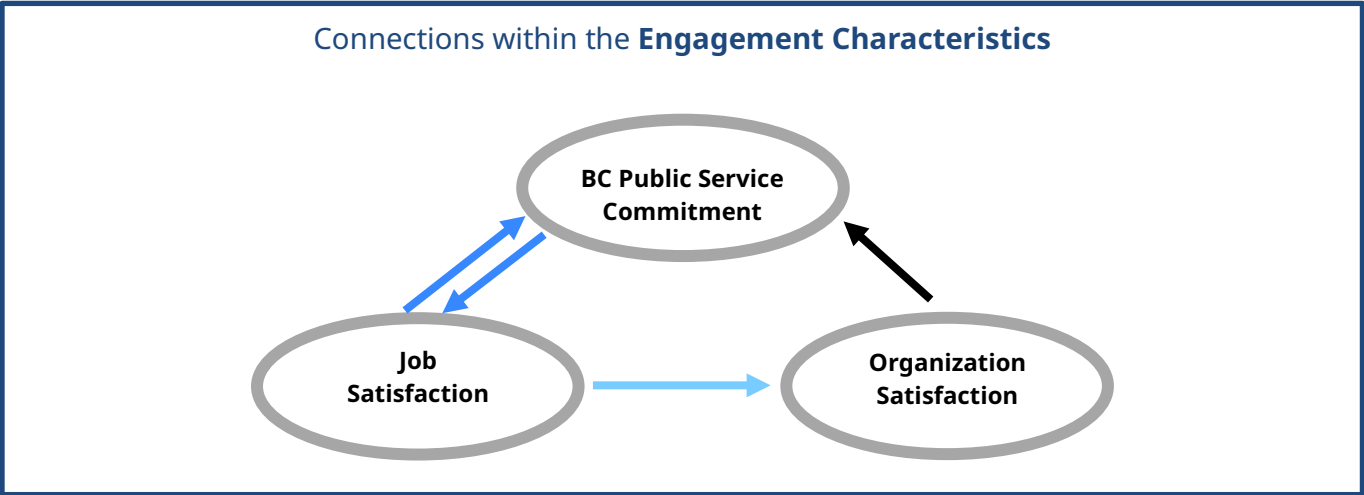 Connections within the Engagement Characteristics
BC Public Service
Commitment
Job
Satisfaction
Organization
Satisfaction